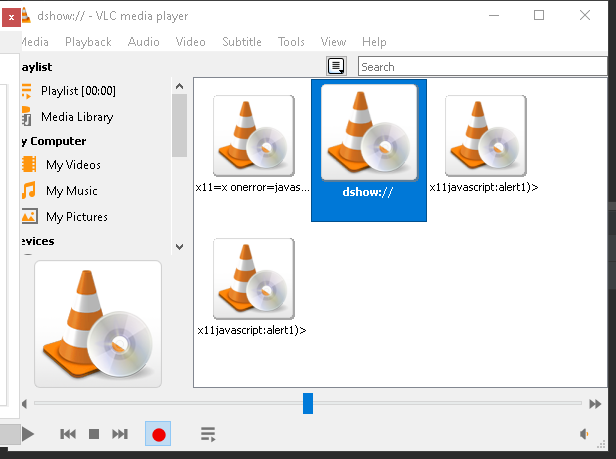 x
dshow:// - VLC media player
Media Playback Audio Video Subtitle Tools View Help
aylist
Search
Playlist [00:00]
Media Library
y Computer
My Videos
My Music
My Pictures
evices
x11=x onerror=javas...
dshow://
x11javascript:alert1)>
x11javascript:alert1)>